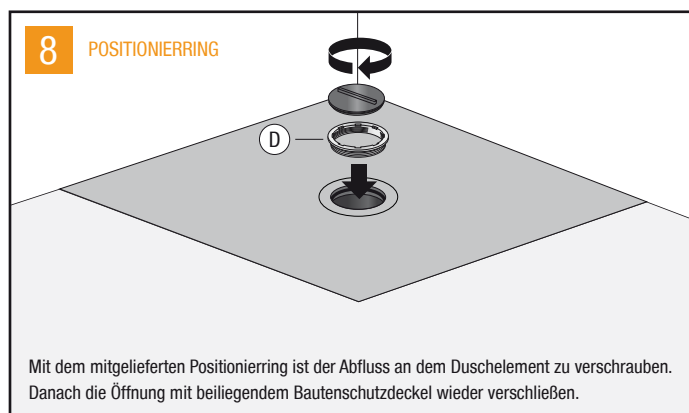 8 POSITIONIERRING
D
Mit dem mitgelieferten Positionierring ist der Abfluss an dem Duschelement zu verschrauben.
Danach die Öffnung mit beiliegendem Bautenschutzdeckel wieder verschließen.